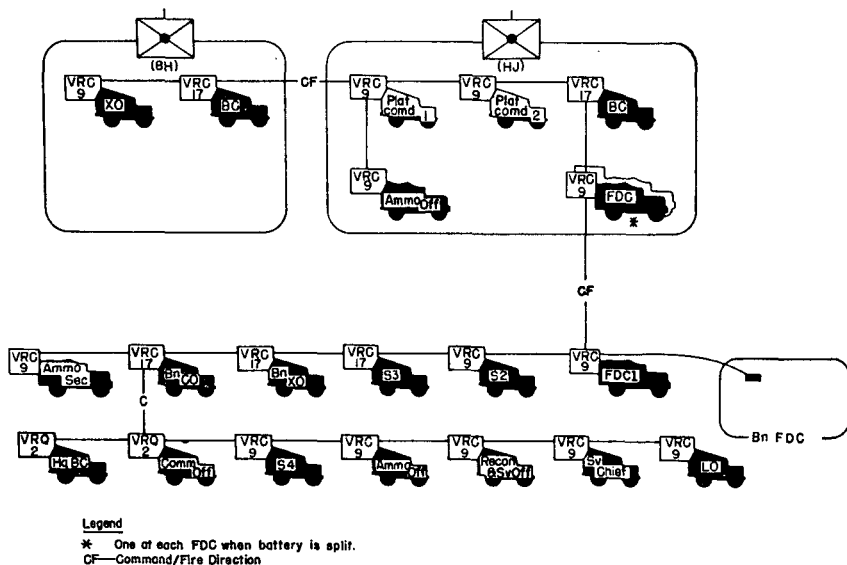 (BH)
(HJ)
VRC 9
XO
VRC 17
BC
CF
VRC 9
Plat comd 1
VRC 9
Plat comd 2
VRC 17
BC
VRC 9
Ammo Off
VRC 9
FDC
*
CF
VRC 9
Ammo Sec
VRC 17
Bn CO
VRC 17
Bn XO
VRC 17
S3
VRC 9
S2
VRC 9
FDC1
Bn FDC
C
VRQ 2
Hq BC
VRQ 2
Comm Off
VRC 9
S4
VRC 9
Ammo Off
VRC 9
Recon &SvOff
VRC 9
Sv Chief
VRC 9
LO
Legend
* One at each FDC when battery is split.
CF—Command/Fire Direction